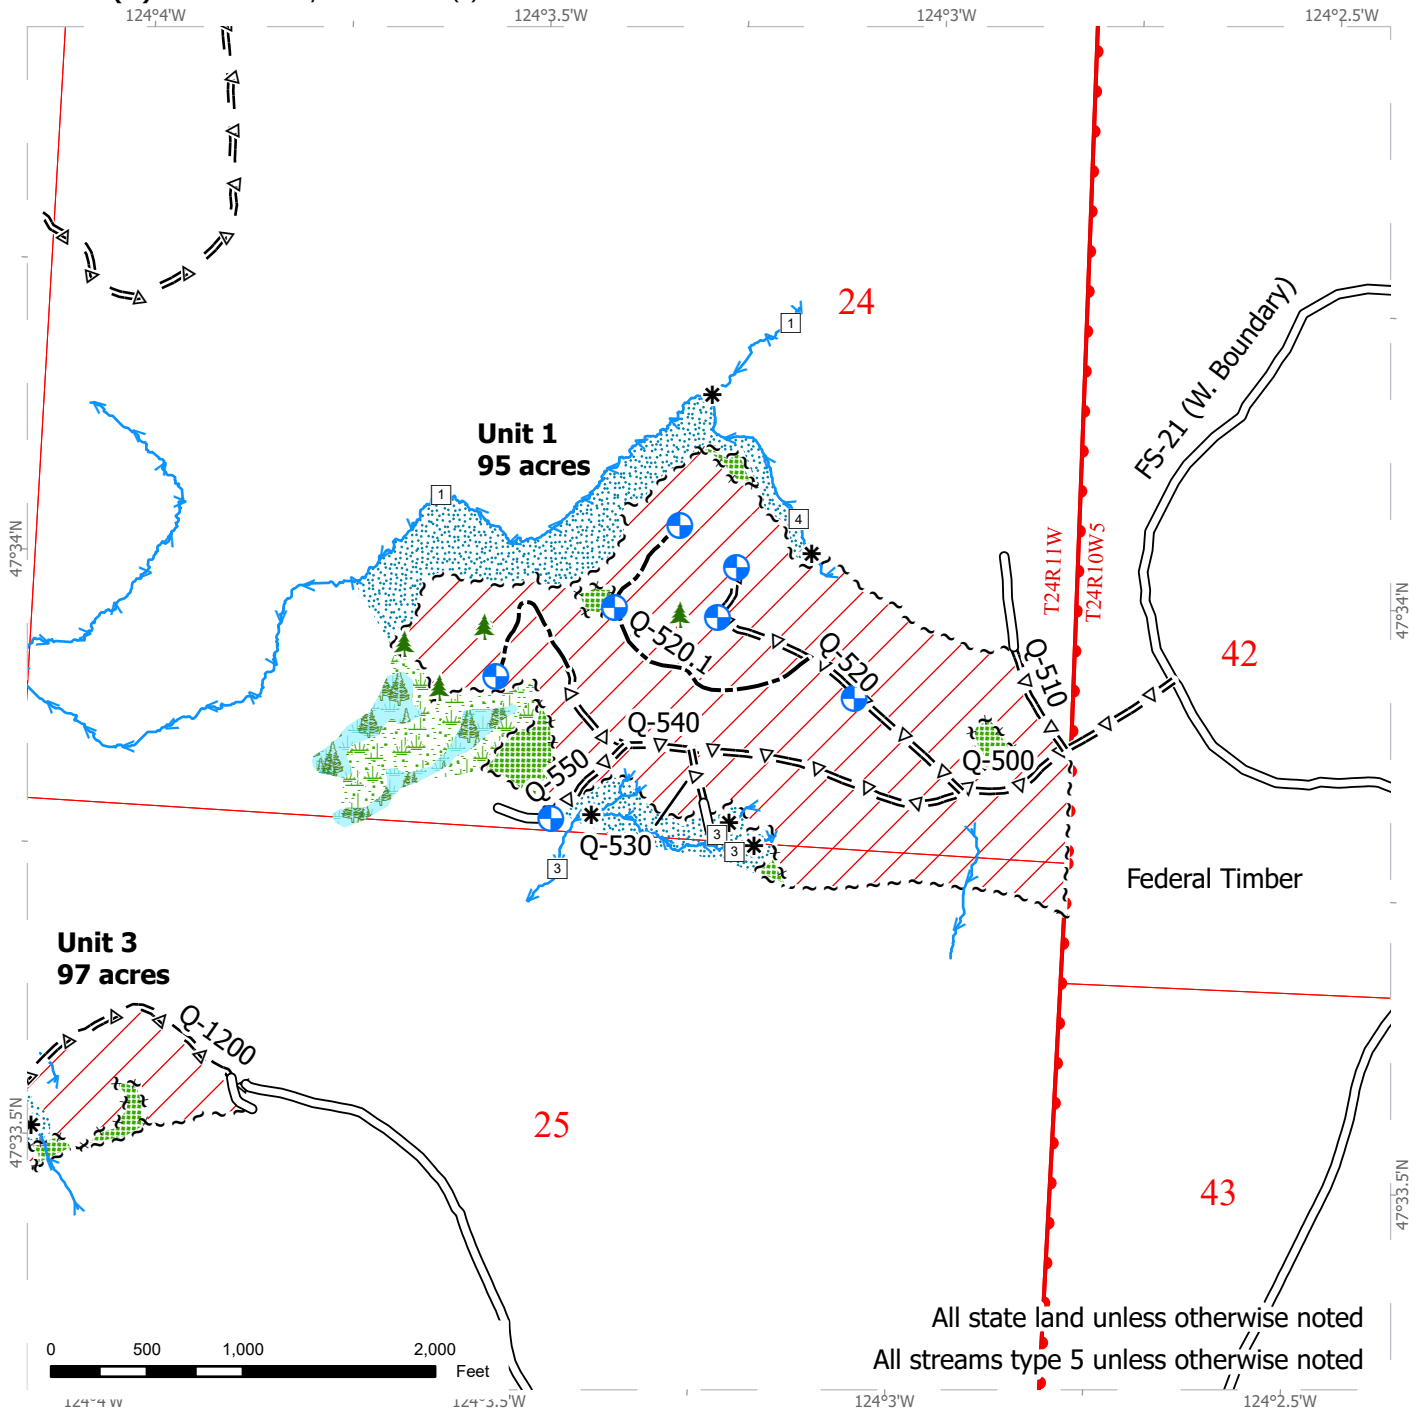 124°4'W
124°3.5'W
124°3'W
124°2.5'W
24
FS-21 (W. Boundary)
1
Unit 1
95 acres
1
4
47°34'N
T24R11W
T24R10W5
47°34'N
Q-520.1
Q-520
Q-510
42
Q-540
Q-500
Q-550
Q-530
3
3
3
Federal Timber
Unit 3
97 acres
Q-1200
25
47°33.5'N
43
47°33.5'N
All state land unless otherwise noted
All streams type 5 unless otherwise noted
0 500 1,000 2,000
Feet
124°4'W
124°3.5'W
124°3'W
124°2.5'W